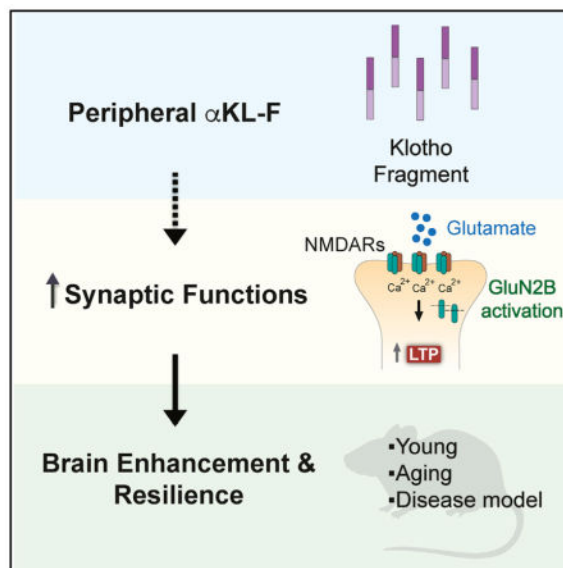 Peripheral αKL-F
Klotho
Fragment
Glutamate
NMDARs
Ca²⁺ Ca²⁺ Ca²⁺
GluN2B
activation
↑ Synaptic Functions
↑ LTP
Brain Enhancement &
Resilience
▪Young
▪Aging
▪Disease model